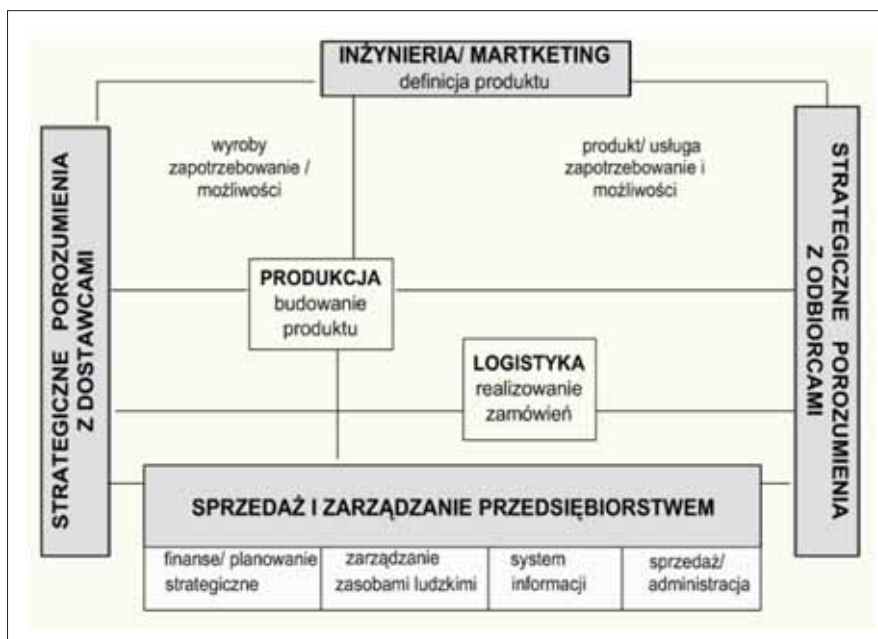 INŻYNIERIA/ MARTKETING
definicja produktu
wyroby
zapotrzebowanie /
możliwości
produkt/ usługa
zapotrzebowanie i
możliwości
STRATEGICZNE POROZUMIENIA
Z DOSTAWCAMI
STRATEGICZNE POROZUMIENIA
Z ODBIORCAMI
PRODUKCJA
budowanie
produktu
LOGISTYKA
realizowanie
zamówień
SPRZEDAŻ I ZARZĄDZANIE PRZEDSIĘBIORSTWEM
finanse/ planowanie
strategiczne
zarządzanie
zasobami ludzkimi
system
informacji
sprzedaż/
administracja